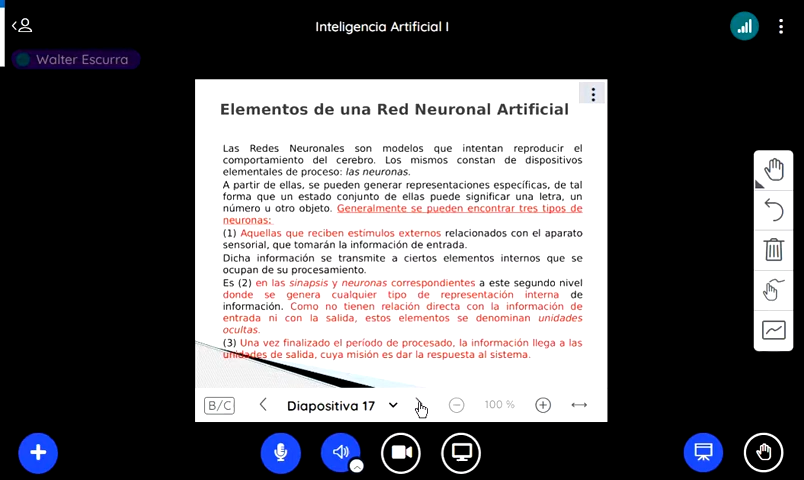 Inteligencia Artificial I
Walter Escurra
Elementos de una Red Neuronal Artificial
Las Redes Neuronales son modelos que intentan reproducir el
comportamiento del cerebro. Los mismos constan de dispositivos
elementales de proceso: las neuronas.
A partir de ellas, se pueden generar representaciones específicas, de tal
forma que un estado conjunto de ellas puede significar una letra, un
número u otro objeto. Generalmente se pueden encontrar tres tipos de
neuronas:
(1) Aquellas que reciben estímulos externos relacionados con el aparato
sensorial, que tomarán la información de entrada.
Dicha información se transmite a ciertos elementos internos que se
ocupan de su procesamiento.
Es (2) en las sinapsis y neuronas correspondientes a este segundo nivel
donde se genera cualquier tipo de representación interna de
información. Como no tienen relación directa con la información de
entrada ni con la salida, estos elementos se denominan unidades
ocultas.
(3) Una vez finalizado el período de procesado, la información llega a las
unidades de salida, cuya misión es dar la respuesta al sistema.
B/C
Diapositiva 17
100 %